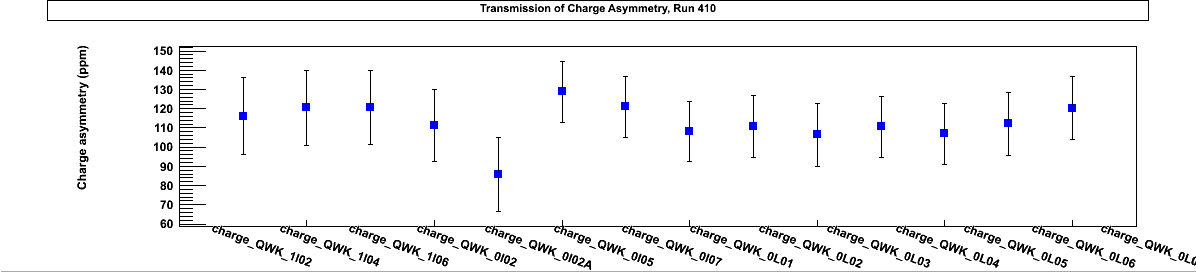 Transmission of Charge Asymmetry, Run 410
Charge asymmetry (ppm)
150
140
130
120
110
100
90
80
70
60
charge_QWK_1I02
charge_QWK_1I04
charge_QWK_1I06
charge_QWK_0I02
charge_QWK_0I02A
charge_QWK_0I05
charge_QWK_0I07
charge_QWK_0L01
charge_QWK_0L02
charge_QWK_0L03
charge_QWK_0L04
charge_QWK_0L05
charge_QWK_0L06